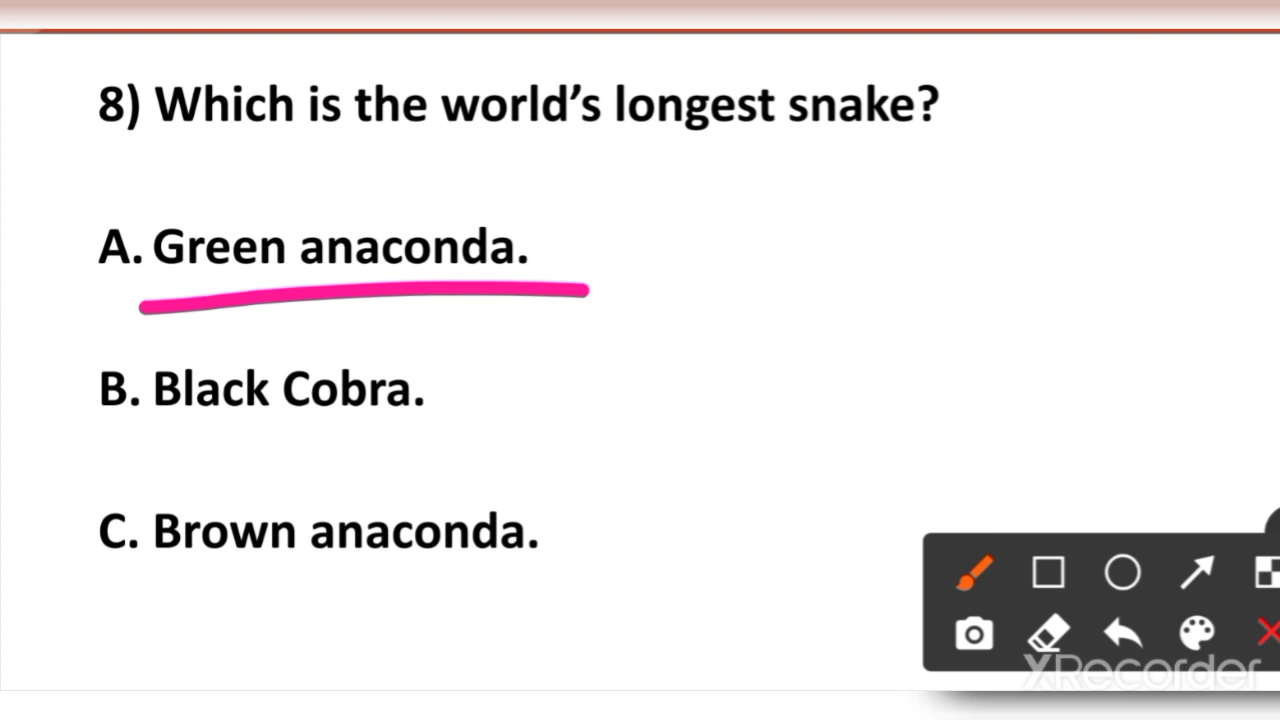 8) Which is the world’s longest snake?
A. Green anaconda.
B. Black Cobra.
C. Brown anaconda.
XRecorder